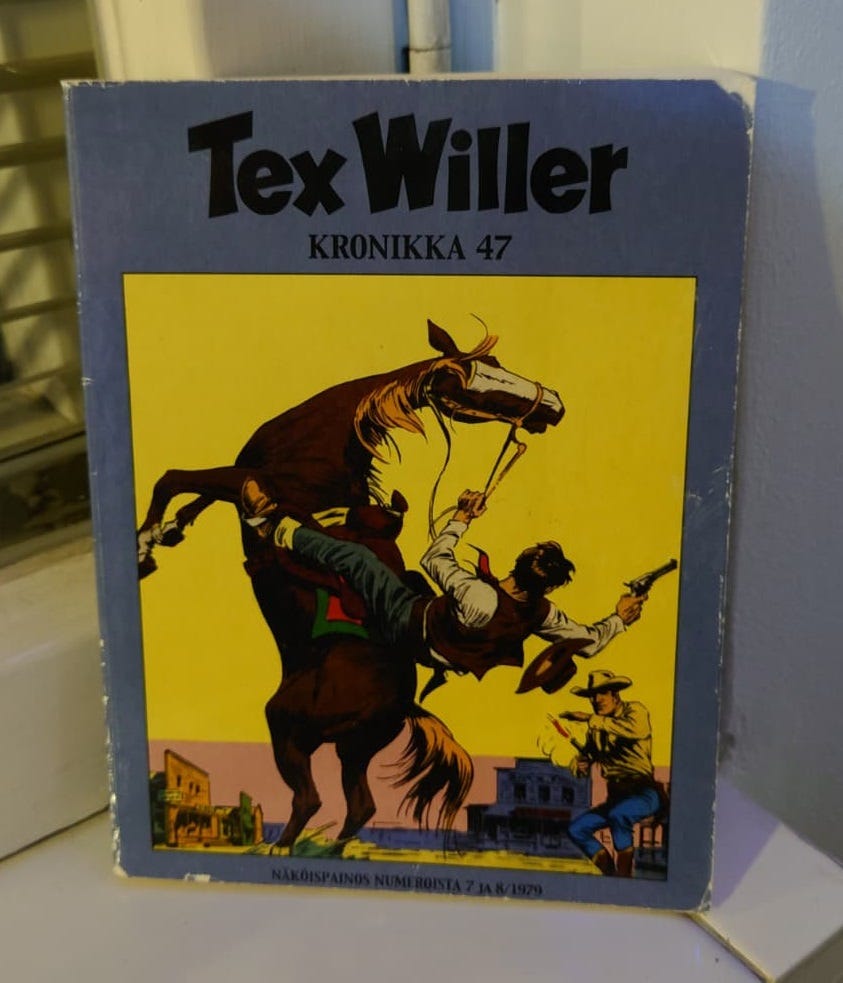 Tex Willer
KRONIKKA 47
NÄKÖISPAINOS NUMEROISTA 7 JA 8/1979